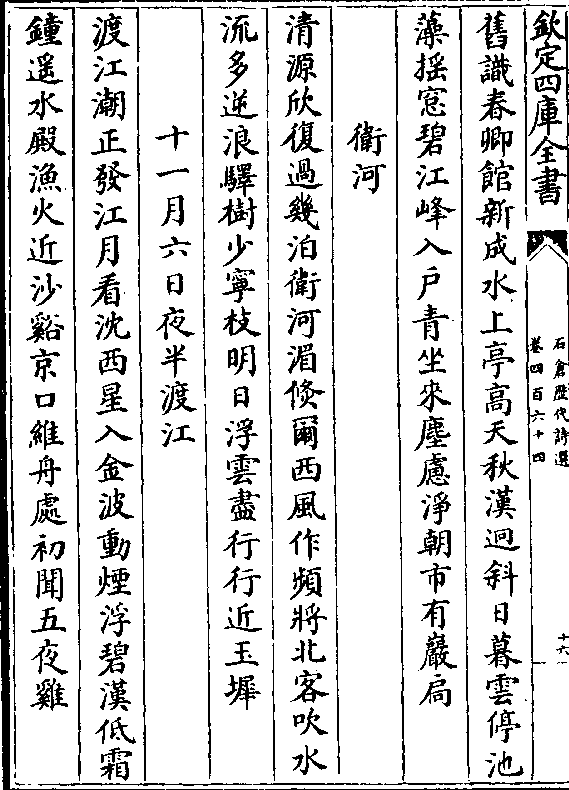 欽定四庫全書
石倉歷代詩選
卷四百六十四
十六
舊識春卿館新成水上亭高天秋漢迥斜日暮雲停池
藻揺窓碧江峰入戸青坐來塵慮淨朝市有巖扃
衛河
清源欣復過幾泊衛河湄倐爾西風作頻將北客吹水
流多逆浪驛樹少寧枝明日浮雲盡行行近玉墀
十一月六日夜半渡江
渡江潮正發江月看沈西星入金波動煙浮碧漢低霜
鐘遥水殿漁火近沙谿京口維舟處初聞五夜雞